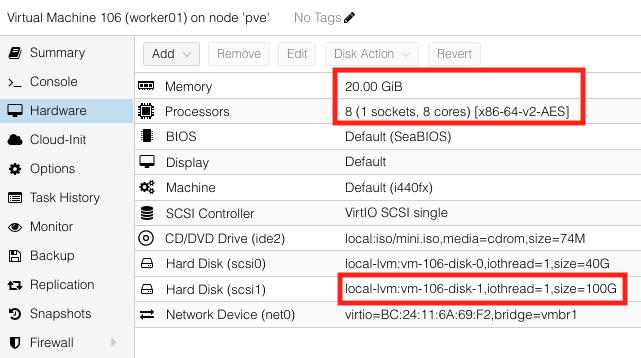 Virtual Machine 106 (worker01) on node 'pve' No Tags
Summary
Console
Hardware
Cloud-Init
Options
Task History
Monitor
Backup
Replication
Snapshots
Firewall
Add Remove Edit Disk Action Revert
Memory 20.00 GiB
Processors 8 (1 sockets, 8 cores) [x86-64-v2-AES]
BIOS Default (SeaBIOS)
Display Default
Machine Default (i440fx)
SCSI Controller VirtIO SCSI single
CD/DVD Drive (ide2) local:iso/mini.iso,media=cdrom,size=74M
Hard Disk (scsi0) local-lvm:vm-106-disk-0,iothread=1,size=40G
Hard Disk (scsi1) local-lvm:vm-106-disk-1,iothread=1,size=100G
Network Device (net0) virtio=BC:24:11:6A:69:F2,bridge=vmbr1